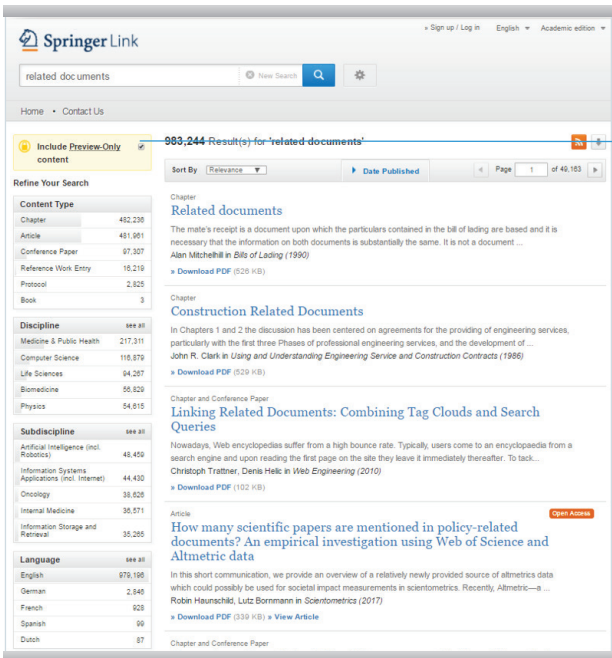 » Sign up / Log in English Academic edition
Springer Link
related documents New Search
Home • Contact Us
Include Preview-Only
content
983,244 Result(s) for 'related documents'
Sort By Relevance Date Published Page 1 of 49,163
Refine Your Search
Content Type
Chapter 482,236
Article 481,961
Conference Paper 97,307
Reference Work Entry 16,219
Protocol 2,825
Book 3
Discipline see all
Medicine & Public Health 217,311
Computer Science 116,879
Life Sciences 94,267
Biomedicine 56,829
Physics 54,615
Subdiscipline see all
Artificial Intelligence (incl.
Robotics) 48,459
Information Systems
Applications (incl. Internet) 44,430
Oncology 38,626
Internal Medicine 36,571
Information Storage and
Retrieval 35,265
Language see all
English 979,196
German 2,846
French 928
Spanish 99
Dutch 87
Chapter
Related documents
The mate's receipt is a document upon which the particulars contained in the bill of lading are based and it is
necessary that the information on both documents is substantially the same. It is not a document ...
Alan Mitchelhill in Bills of Lading (1990)
» Download PDF (526 KB)
Chapter
Construction Related Documents
In Chapters 1 and 2 the discussion has been centered on agreements for the providing of engineering services,
particularly with the first three Phases of professional engineering services, and the development of ...
John R. Clark in Using and Understanding Engineering Service and Construction Contracts (1986)
» Download PDF (529 KB)
Chapter and Conference Paper
Linking Related Documents: Combining Tag Clouds and Search
Queries
Nowadays, Web encyclopedias suffer from a high bounce rate. Typically, users come to an encyclopaedia from a
search engine and upon reading the first page on the site they leave it immediately thereafter. To tack...
Christoph Trattner, Denis Helic in Web Engineering (2010)
» Download PDF (102 KB)
Article Open Access
How many scientific papers are mentioned in policy-related
documents? An empirical investigation using Web of Science and
Altmetric data
In this short communication, we provide an overview of a relatively newly provided source of altmetrics data
which could possibly be used for societal impact measurements in scientometrics. Recently, Altmetric—a ...
Robin Haunschild, Lutz Bornmann in Scientometrics (2017)
» Download PDF (339 KB) » View Article
Chapter and Conference Paper